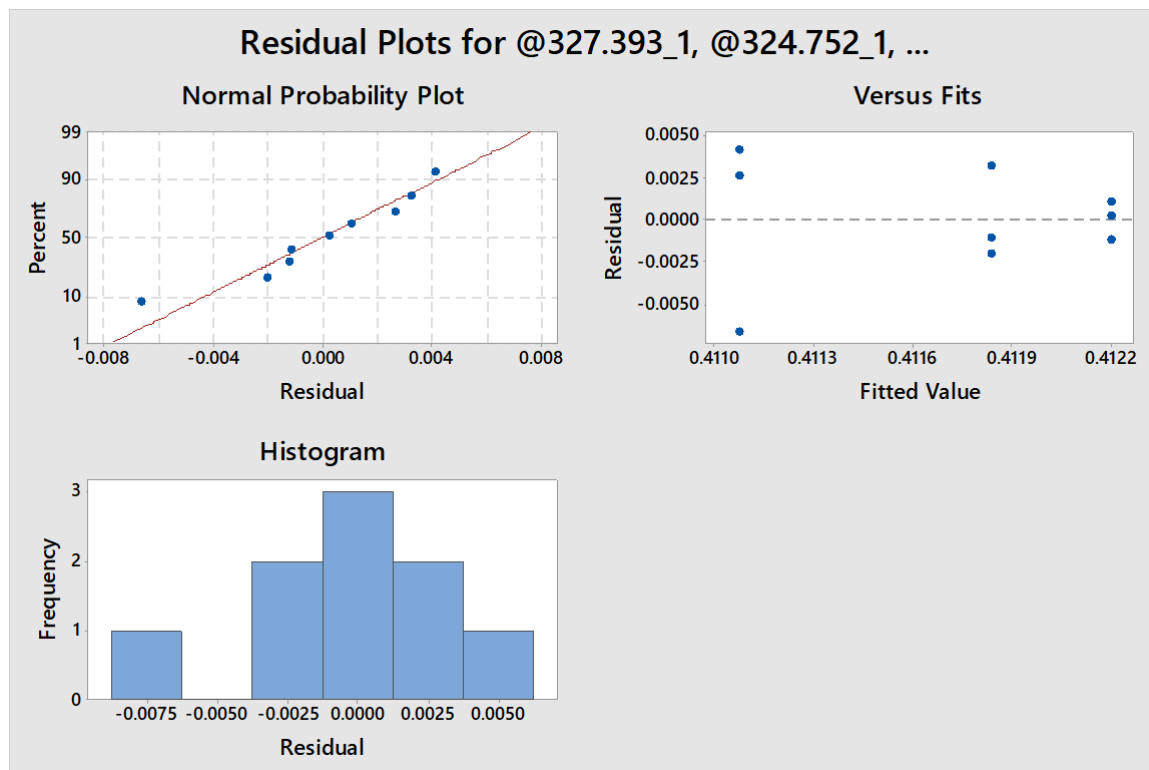 Residual Plots for @327.393_1, @324.752_1, ...
Normal Probability Plot
99
90
50
10
1
Percent
-0.008 -0.004 0.000 0.004 0.008
Residual
Versus Fits
0.0050
0.0025
0.0000
-0.0025
-0.0050
Residual
0.4110 0.4113 0.4116 0.4119 0.4122
Fitted Value
Histogram
3
2
1
0
Frequency
-0.0075 -0.0050 -0.0025 0.0000 0.0025 0.0050
Residual